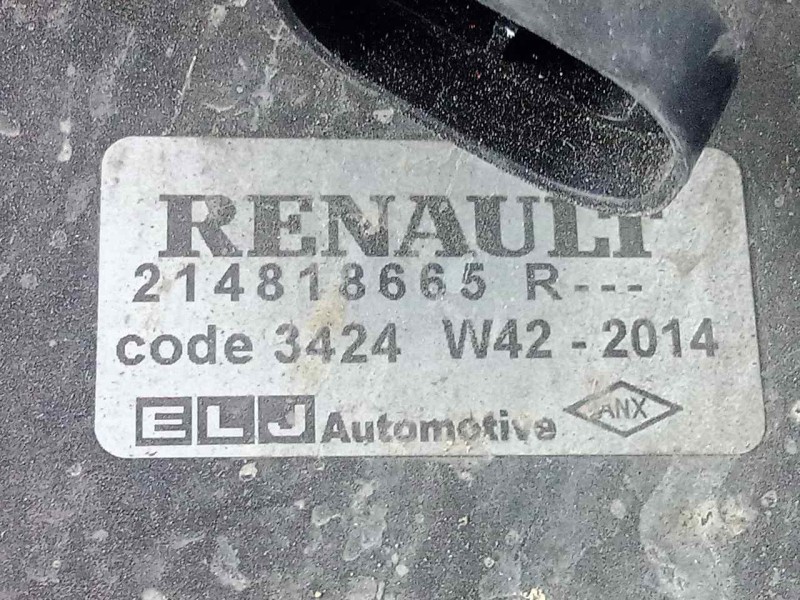 RENAULT
214818665 R---
code 3424 W42 - 2014
ELJ Automotive ANX